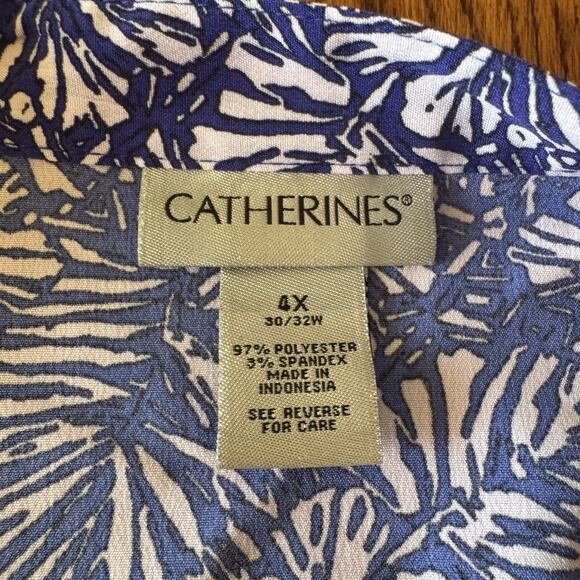 CATHERINES®
4X
30/32W
97% POLYESTER
3% SPANDEX
MADE IN
INDONESIA
SEE REVERSE
FOR CARE